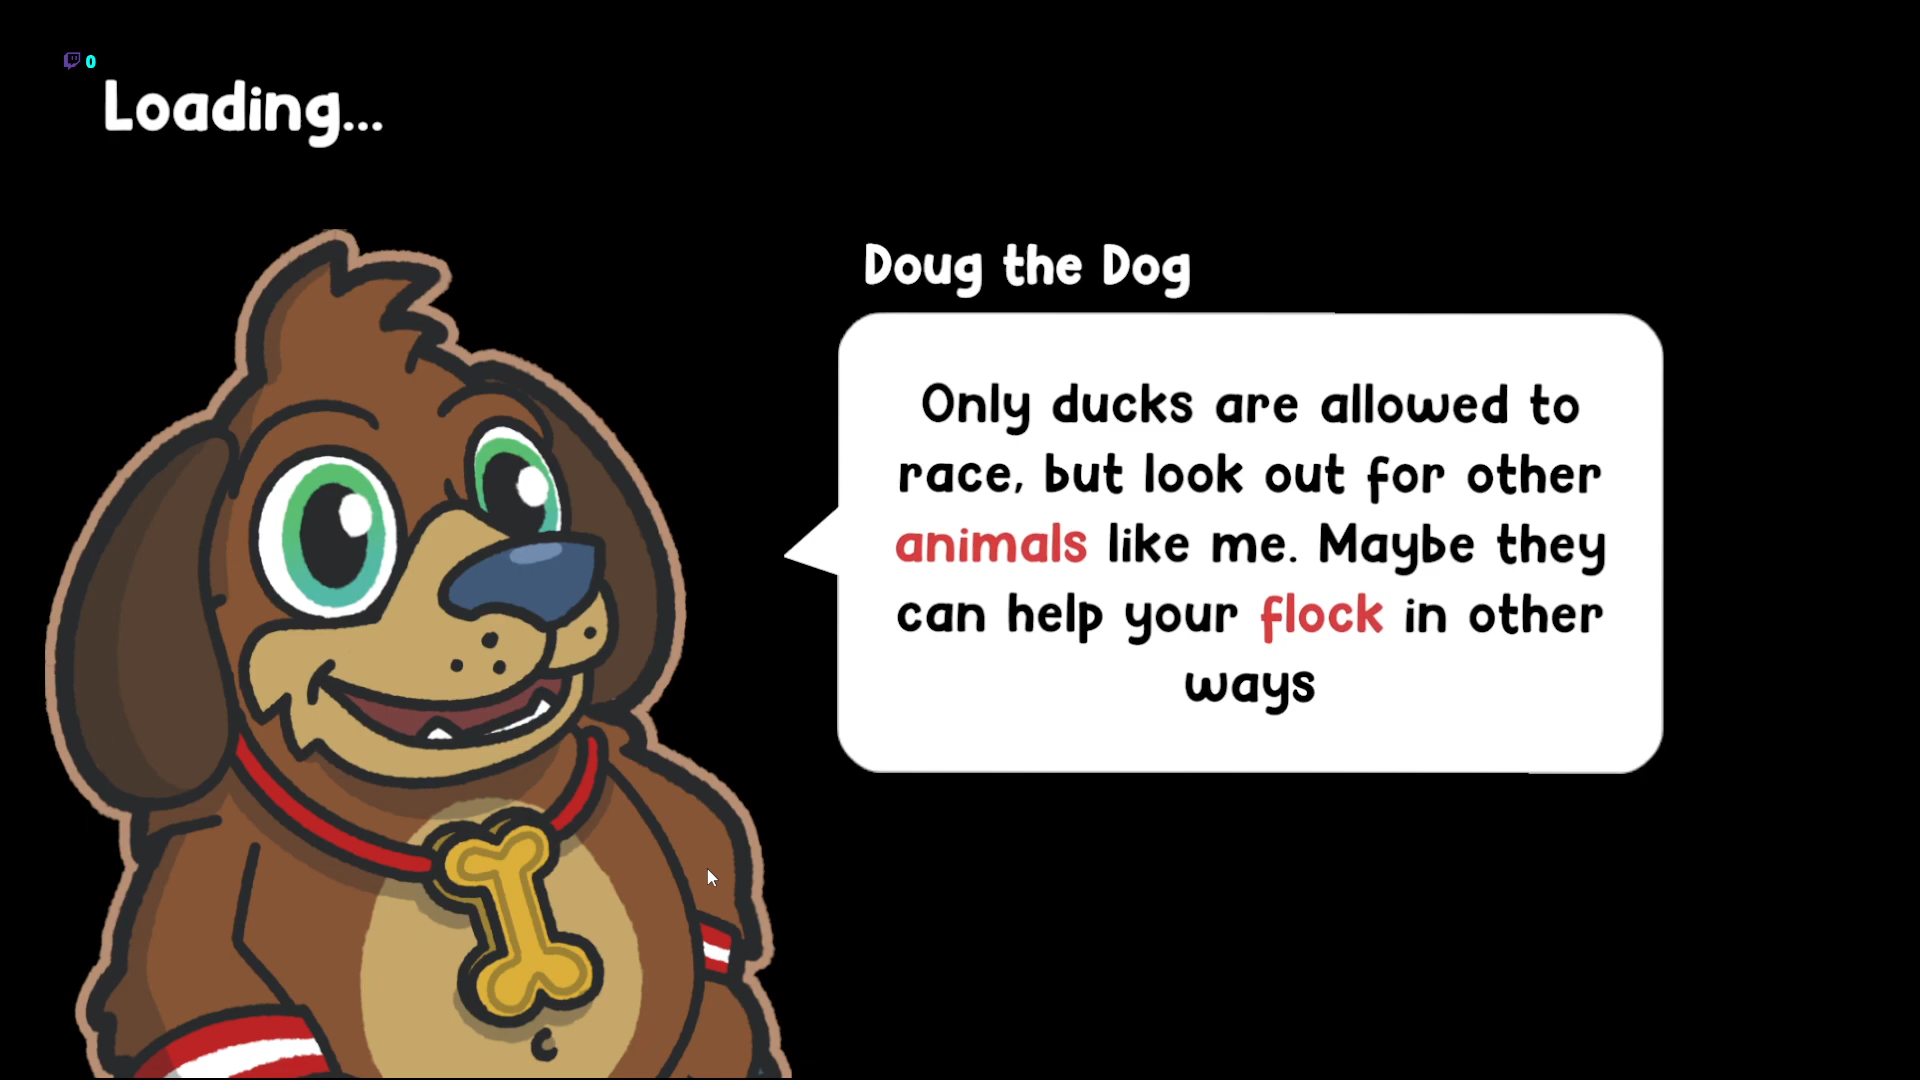 0
Loading...
Doug the Dog
Only ducks are allowed to
race, but look out for other
animals like me. Maybe they
can help your flock in other
ways